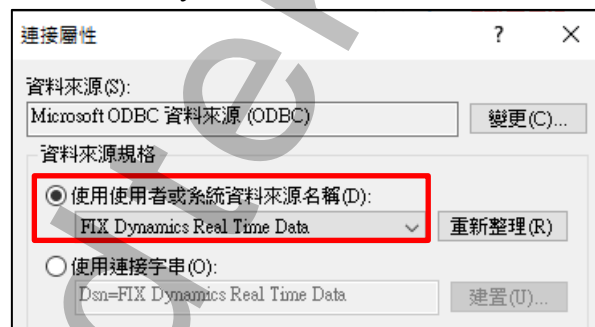 連接屬性 ? ×
資料來源(S):
Microsoft ODBC 資料來源 (ODBC)
變更(C)...
資料來源規格
使用使用者或系統資料來源名稱(D):
FIX Dynamics Real Time Data
重新整理(R)
使用連接字串(O):
Dsn=FIX Dynamics Real Time Data
建置(U)...